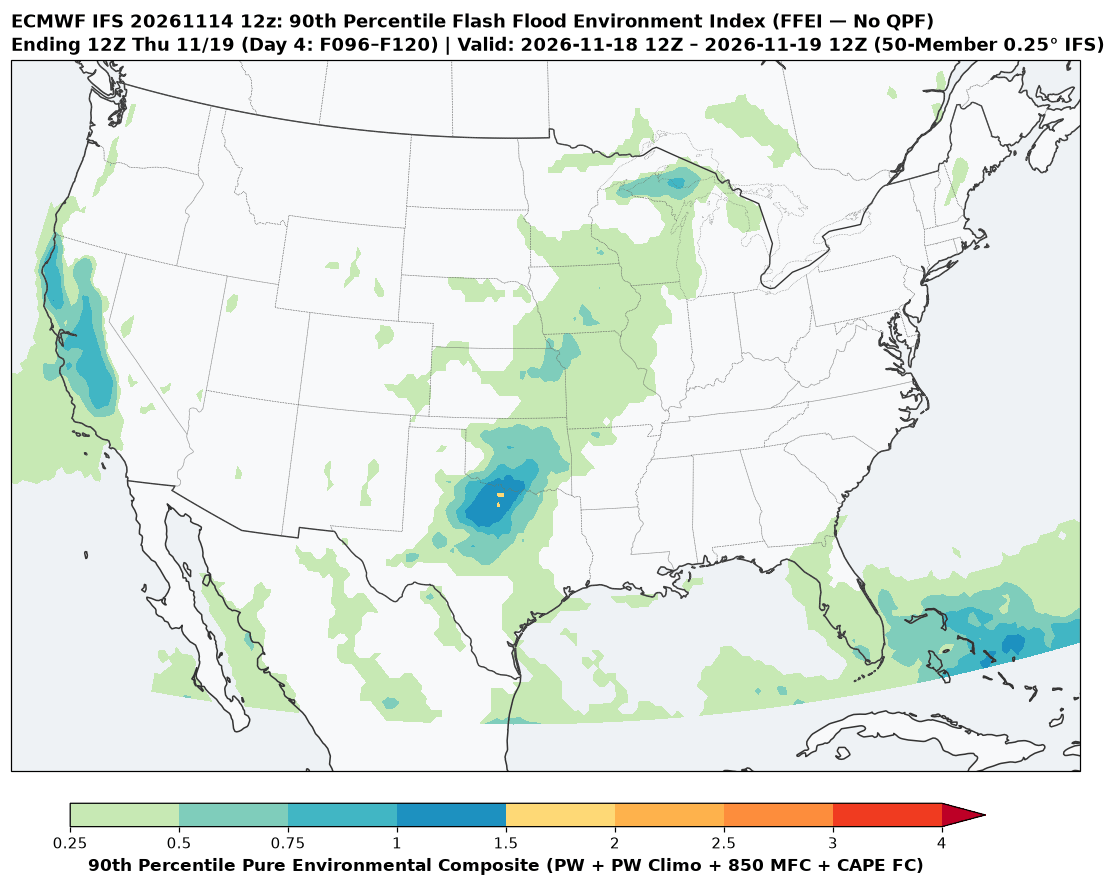 ECMWF IFS 20261114 12z: 90th Percentile Flash Flood Environment Index (FFEI — No QPF)
Ending 12Z Thu 11/19 (Day 4: F096–F120) | Valid: 2026-11-18 12Z – 2026-11-19 12Z (50-Member 0.25° IFS)
0.25 0.5 0.75 1 1.5 2 2.5 3 4
90th Percentile Pure Environmental Composite (PW + PW Climo + 850 MFC + CAPE FC)